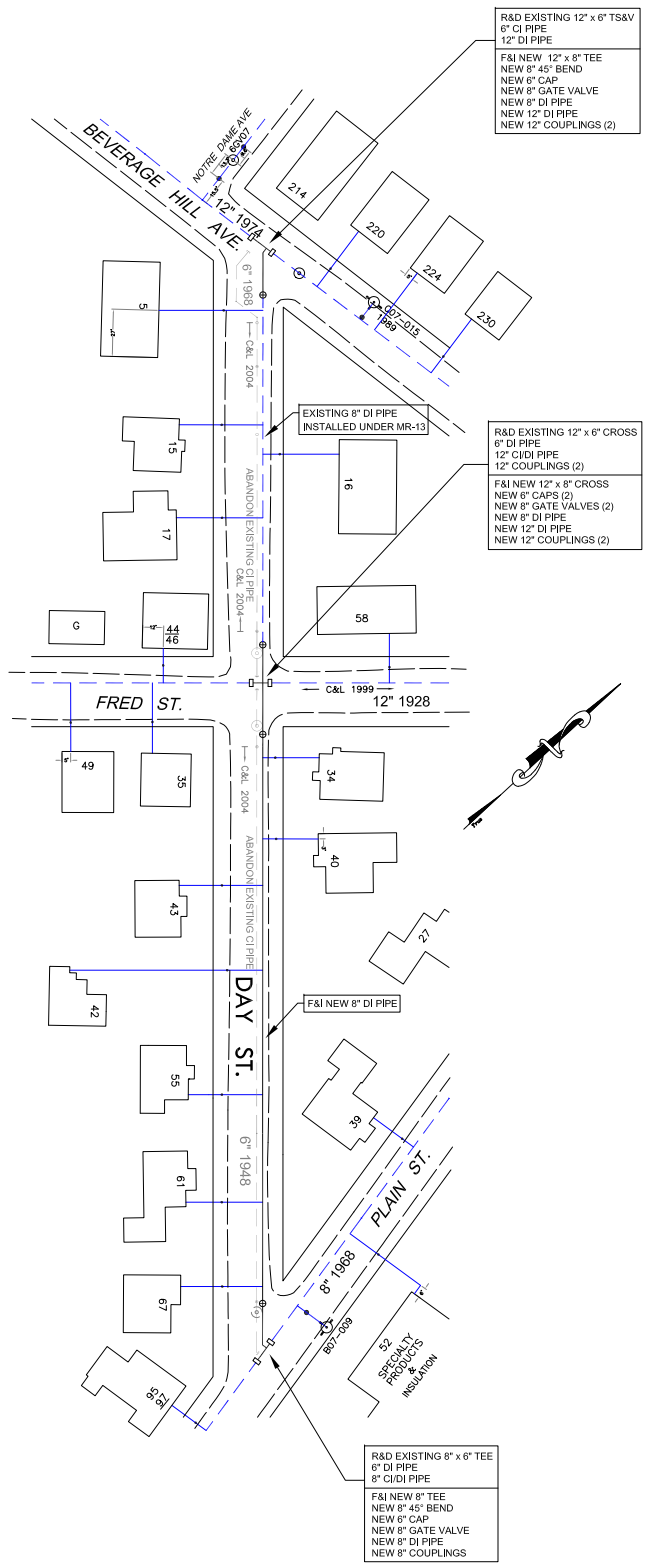 R&D EXISTING 12" x 6" TS&V
6" CI PIPE
12" DI PIPE
F&I NEW 12" x 8" TEE
NEW 8" 45° BEND
NEW 6" CAP
NEW 8" GATE VALVE
NEW 8" DI PIPE
NEW 12" DI PIPE
NEW 12" COUPLINGS (2)
NOTRE DAME AVE
6GV07
BEVERAGE HILL AVE.
12" 1974
214
220
224
230
C07-015
1989
6" 1968
5
C&L 2004
EXISTING 8" DI PIPE
INSTALLED UNDER MR-13
15
16
17
ABANDON EXISTING CI PIPE
C&L 2004
R&D EXISTING 12" x 6" CROSS
6" DI PIPE
12" CI/DI PIPE
12" COUPLINGS (2)
F&I NEW 12" x 8" CROSS
NEW 6" CAPS (2)
NEW 8" GATE VALVES (2)
NEW 8" DI PIPE
NEW 12" DI PIPE
NEW 12" COUPLINGS (2)
G
44
46
58
FRED ST.
C&L 1999
12" 1928
49
35
34
C&L 2004
40
ABANDON EXISTING CI PIPE
43
27
42
DAY ST.
F&I NEW 8" DI PIPE
55
39
61
6" 1948
PLAIN ST.
8" 1968
67
B07-009
52
SPECIALTY
PRODUCTS
&
INSULATION
95
97
R&D EXISTING 8" x 6" TEE
6" DI PIPE
8" CI/DI PIPE
F&I NEW 8" TEE
NEW 8" 45° BEND
NEW 6" CAP
NEW 8" GATE VALVE
NEW 8" DI PIPE
NEW 8" COUPLINGS